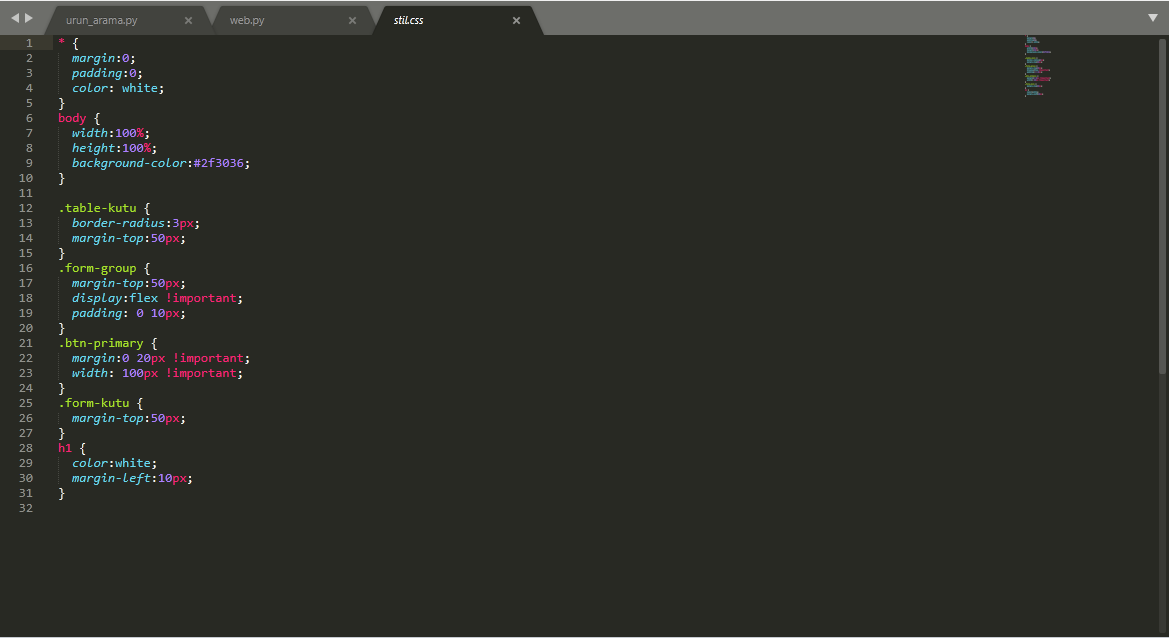 urun_arama.py × web.py × stil.css ×
1 * {
2 margin:0;
3 padding:0;
4 color: white;
5 }
6 body {
7 width:100%;
8 height:100%;
9 background-color:#2f3036;
10 }
11
12 .table-kutu {
13 border-radius:3px;
14 margin-top:50px;
15 }
16 .form-group {
17 margin-top:50px;
18 display:flex !important;
19 padding: 0 10px;
20 }
21 .btn-primary {
22 margin:0 20px !important;
23 width: 100px !important;
24 }
25 .form-kutu {
26 margin-top:50px;
27 }
28 h1 {
29 color:white;
30 margin-left:10px;
31 }
32